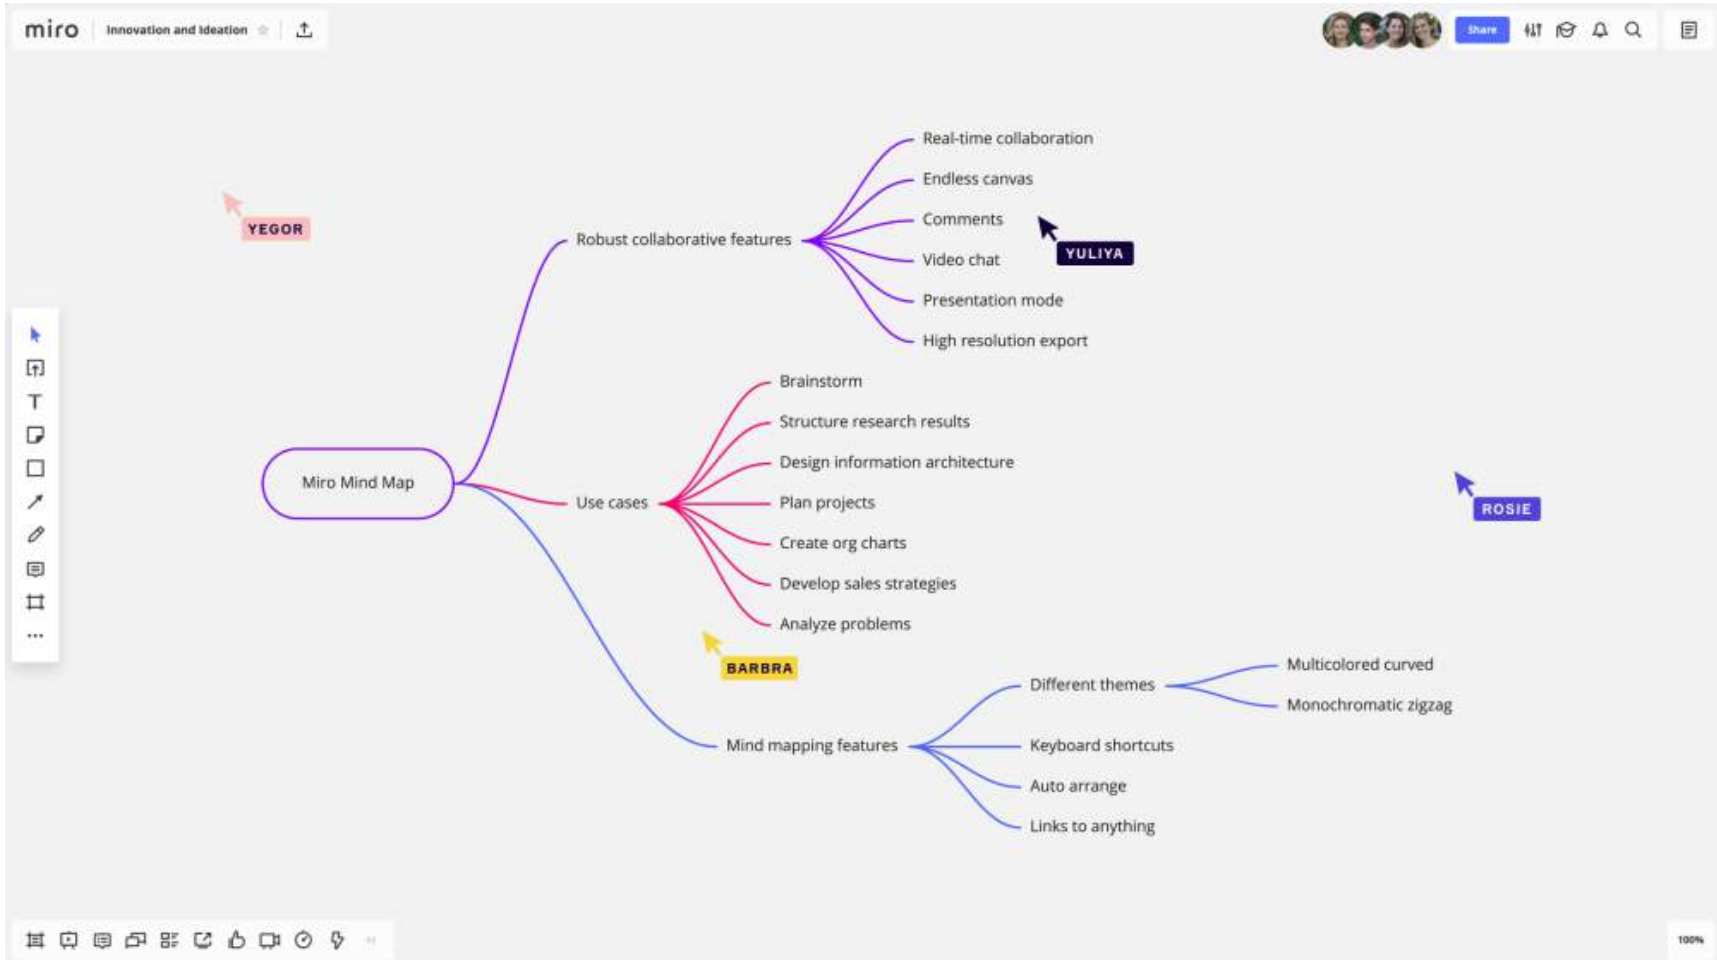 miro
Innovation and Ideation
Share
Real-time collaboration
Endless canvas
Comments
YULIYA
Video chat
Presentation mode
High resolution export
YEGOR
Robust collaborative features
Brainstorm
Structure research results
Design information architecture
Plan projects
Create org charts
Develop sales strategies
Analyze problems
Miro Mind Map
Use cases
ROSIE
BARBRA
Mind mapping features
Different themes
Multicolored curved
Monochromatic zigzag
Keyboard shortcuts
Auto arrange
Links to anything
100%